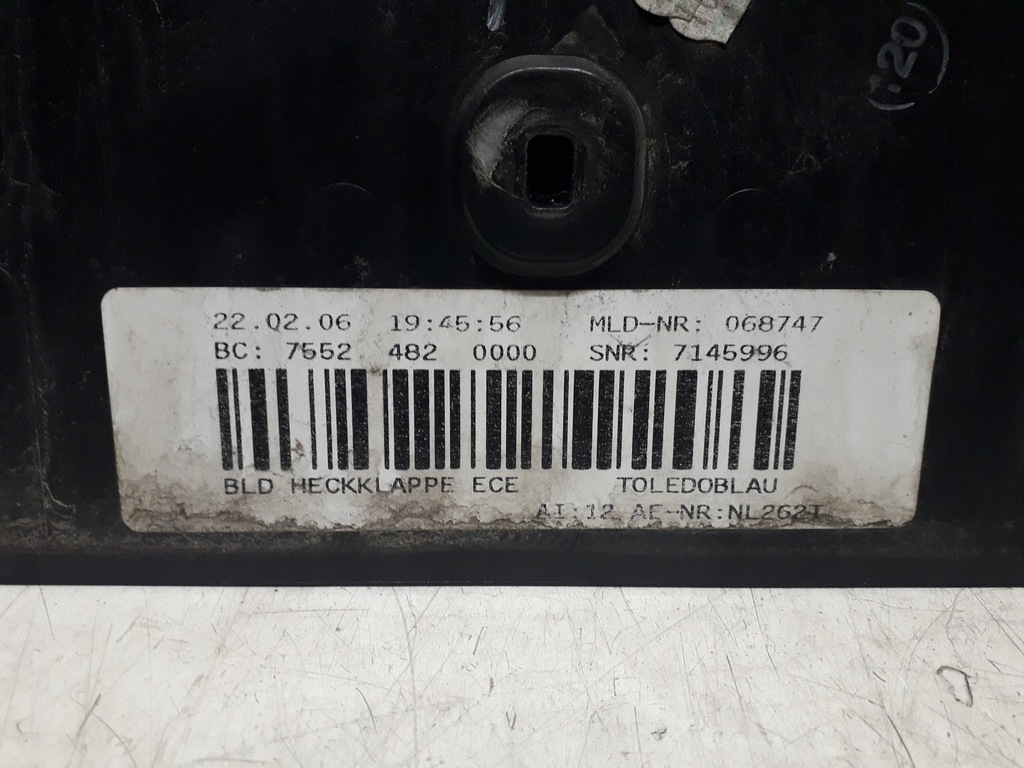 22.02.06 19:45:56 MLD-NR: 068747
BC: 7552 482 0000 SNR: 7145996
BLD HECKKLAPPE ECE TOLEDOBLAU
AI:12 AE-NR:NL262I